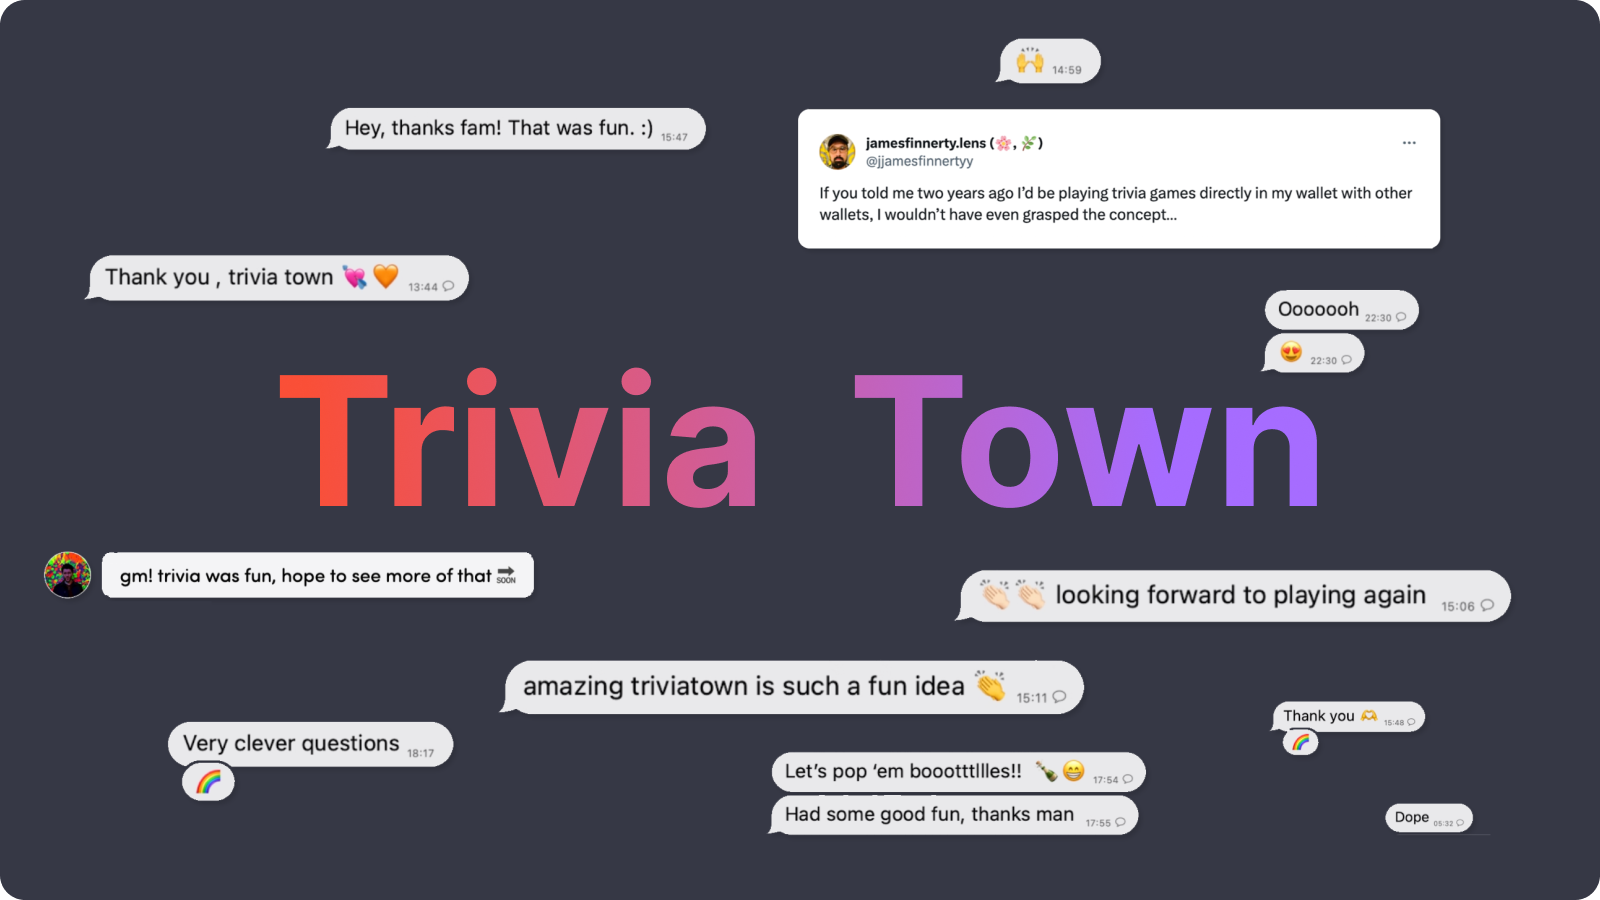 🙌 14:59
Hey, thanks fam! That was fun. :) 15:47
jamesfinnerty.lens (🌸, 🌿)
@jjamesfinnertyy
If you told me two years ago I'd be playing trivia games directly in my wallet with other
wallets, I wouldn't have even grasped the concept...
Thank you , trivia town 💘 🧡 13:44
Ooooooh 22:30
😍 22:30
Trivia Town
gm! trivia was fun, hope to see more of that 🔜
👏🏻👏🏻 looking forward to playing again 15:06
amazing triviatown is such a fun idea 👏 15:11
Thank you 🫶 15:48
🌈
Very clever questions 18:17
🌈
Let's pop 'em boootttllles!! 🍾😁 17:54
Had some good fun, thanks man 17:55
Dope 05:32